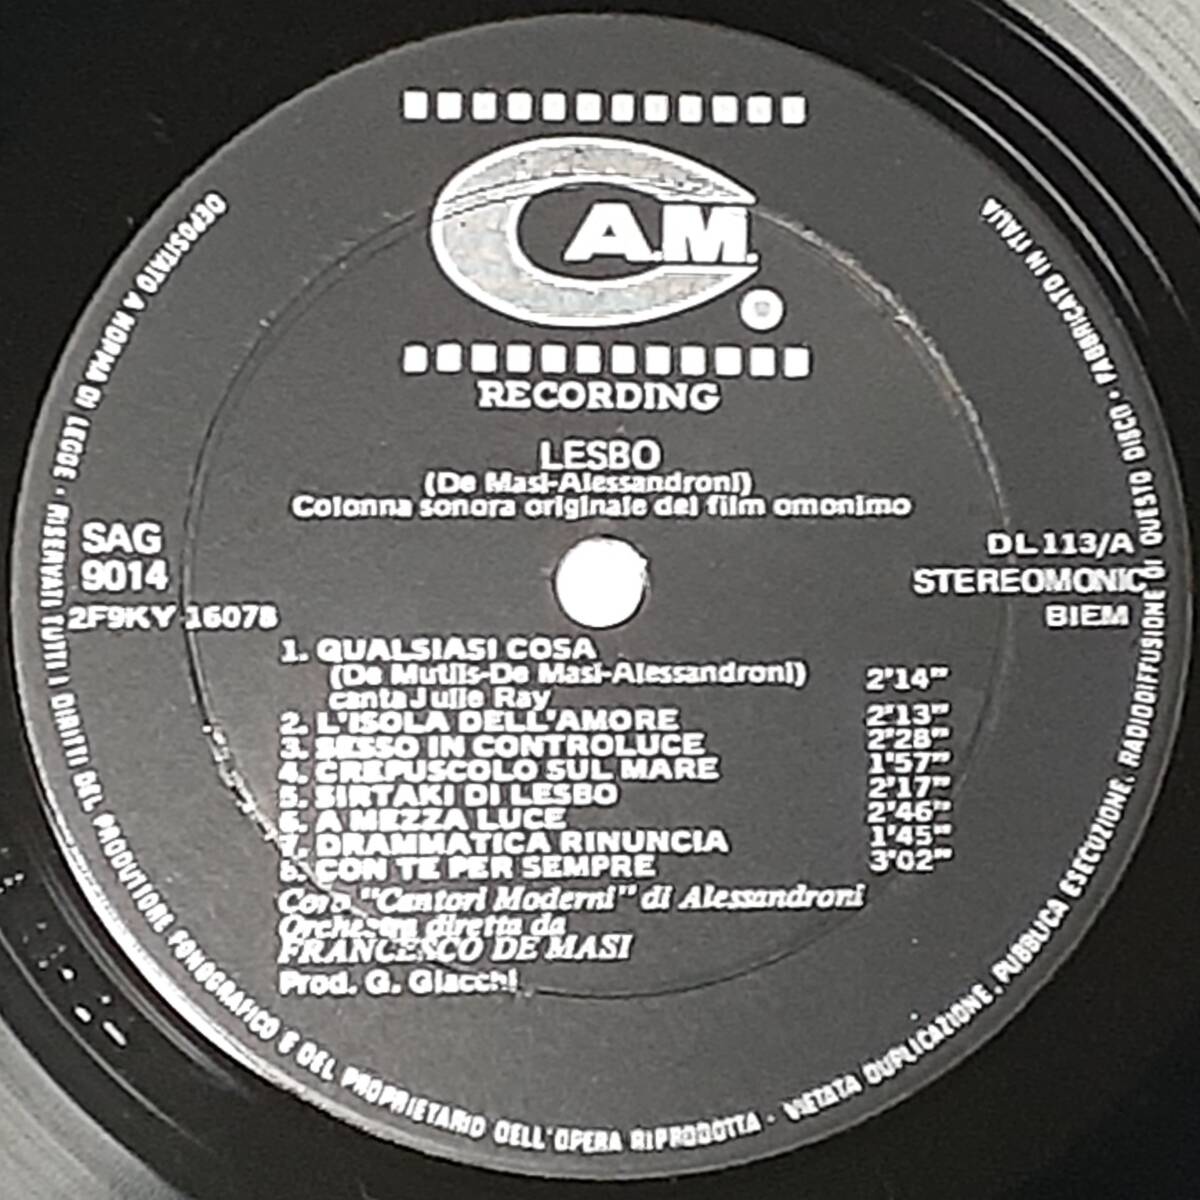 C.A.M.
RECORDING
LESBO
(De Masi-Alessandroni)
Colonna sonora originale del film omonimo
SAG
9014
2F9KY 16078
DL 113/A
STEREOMONIC
BIEM
1. QUALSIASI COSA
(De Mutiis-De Masi-Alessandroni) 2'14"
canta Julie Ray
2. L'ISOLA DELL'AMORE 2'13"
3. SESSO IN CONTROLUCE 2'28"
4. CREPUSCOLO SUL MARE 1'57"
5. SIRTAKI DI LESBO 2'17"
6. A MEZZA LUCE 2'46"
7. DRAMMATICA RINUNCIA 1'45"
8. CON TE PER SEMPRE 3'02"
Coro "Cantori Moderni" di Alessandroni
Orchestra diretta da
FRANCESCO DE MASI
Prod. G. Giacchi
DEPOSITATO A NORMA DI LEGGE · RISERVATI TUTTI I DIRITTI DEL PRODUTTORE FONOGRAFICO E DEL PROPRIETARIO DELL'OPERA RIPRODOTTA · VIETATA DUPLICAZIONE, PUBBLICA ESECUZIONE, RADIODIFFUSIONE DI QUESTO DISCO · FABBRICATO IN ITALIA